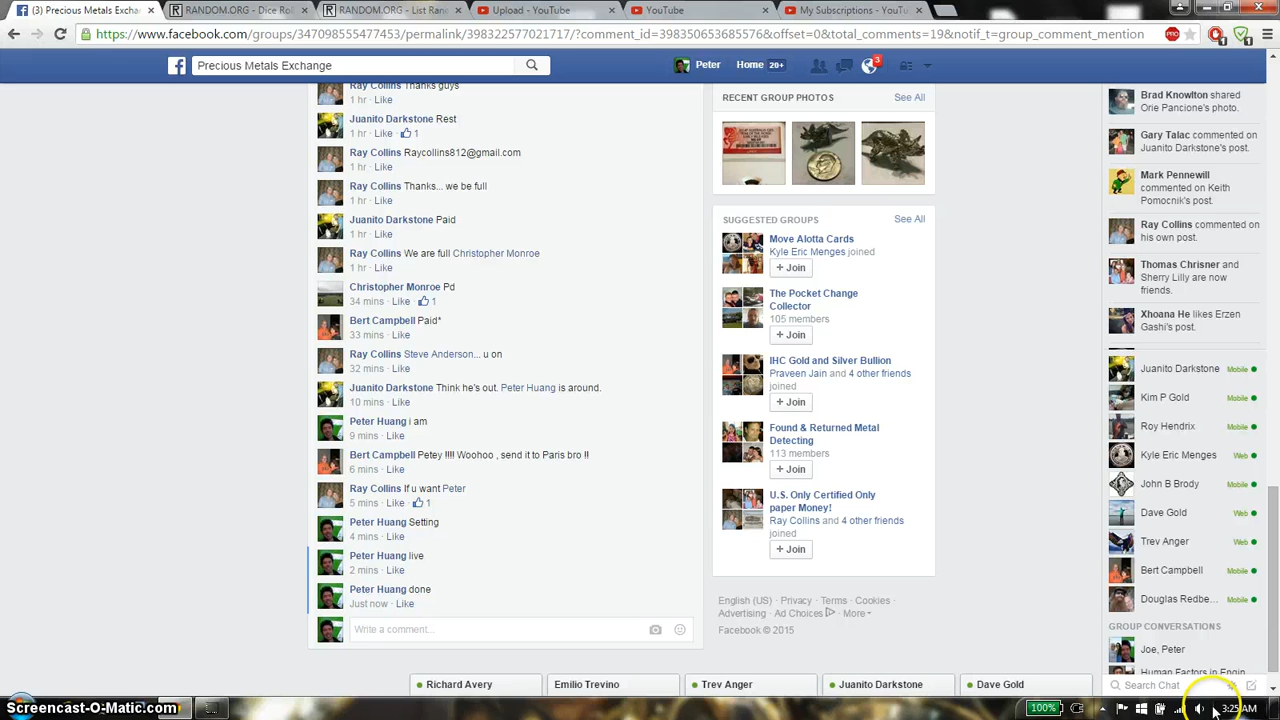 (3) Precious Metals Exchan
RANDOM.ORG - Dice Rol
RANDOM.ORG - List Rand
Upload - YouTube
YouTube
My Subscriptions - YouTu
https://www.facebook.com/groups/347098555477453/permalink/398322577021717/?comment_id=398350653685576&offset=0&total_comments=19&notif_t=group_comment_mention
Precious Metals Exchange
Peter
Home 20+
3
Ray Collins Thanks guys
1 hr · Like
Juanito Darkstone Rest
1 hr · Like · 1
Ray Collins Raycollins812@gmail.com
1 hr · Like
Ray Collins Thanks... we be full
1 hr · Like
Juanito Darkstone Paid
1 hr · Like
Ray Collins We are full Christopher Monroe
1 hr · Like
Christopher Monroe Pd
34 mins · Like · 1
Bert Campbell Paid*
33 mins · Like
Ray Collins Steve Anderson... u on
32 mins · Like
Juanito Darkstone Think he's out. Peter Huang is around.
10 mins · Like
Peter Huang i am
9 mins · Like
Bert Campbell Petey !!!! Woohoo , send it to Paris bro !!
6 mins · Like
Ray Collins If u want Peter
5 mins · Like · 1
Peter Huang Setting
4 mins · Like
Peter Huang live
2 mins · Like
Peter Huang done
Just now · Like
Write a comment...
RECENT GROUP PHOTOS
See All
SUGGESTED GROUPS
See All
Move Alotta Cards
Kyle Eric Menges joined
+ Join
The Pocket Change
Collector
105 members
+ Join
IHC Gold and Silver Bullion
Praveen Jain and 4 other friends
joined
+ Join
Found & Returned Metal
Detecting
113 members
+ Join
U.S. Only Certified Only
paper Money!
Ray Collins and 4 other friends
joined
+ Join
English (US) · Privacy · Terms · Cookies ·
Advertising · Ad Choices · More
Facebook © 2015
Brad Knowlton shared
Orie Pancione's photo.
Gary Talac commented on
Juanito Darkstone's post.
Mark Pennewill
commented on Keith
Pomocnik's post.
Ray Collins commented on
his own post.
Thomas Chrisner and
Sherry Lilly are now
friends.
Xhoana He likes Erzen
Gashi's post.
Juanito Darkstone Mobile
Kim P Gold Mobile
Roy Hendrix Mobile
Kyle Eric Menges Web
John B Brody Mobile
Dave Gold Web
Trev Anger Web
Bert Campbell Mobile
Douglas Redbe... Mobile
GROUP CONVERSATIONS
Joe, Peter
Human Factors in Engin
Search Chat
Richard Avery
Emilio Trevino
Trev Anger
Juanito Darkstone
Dave Gold
Screencast-O-Matic.com
100%
3:25 AM